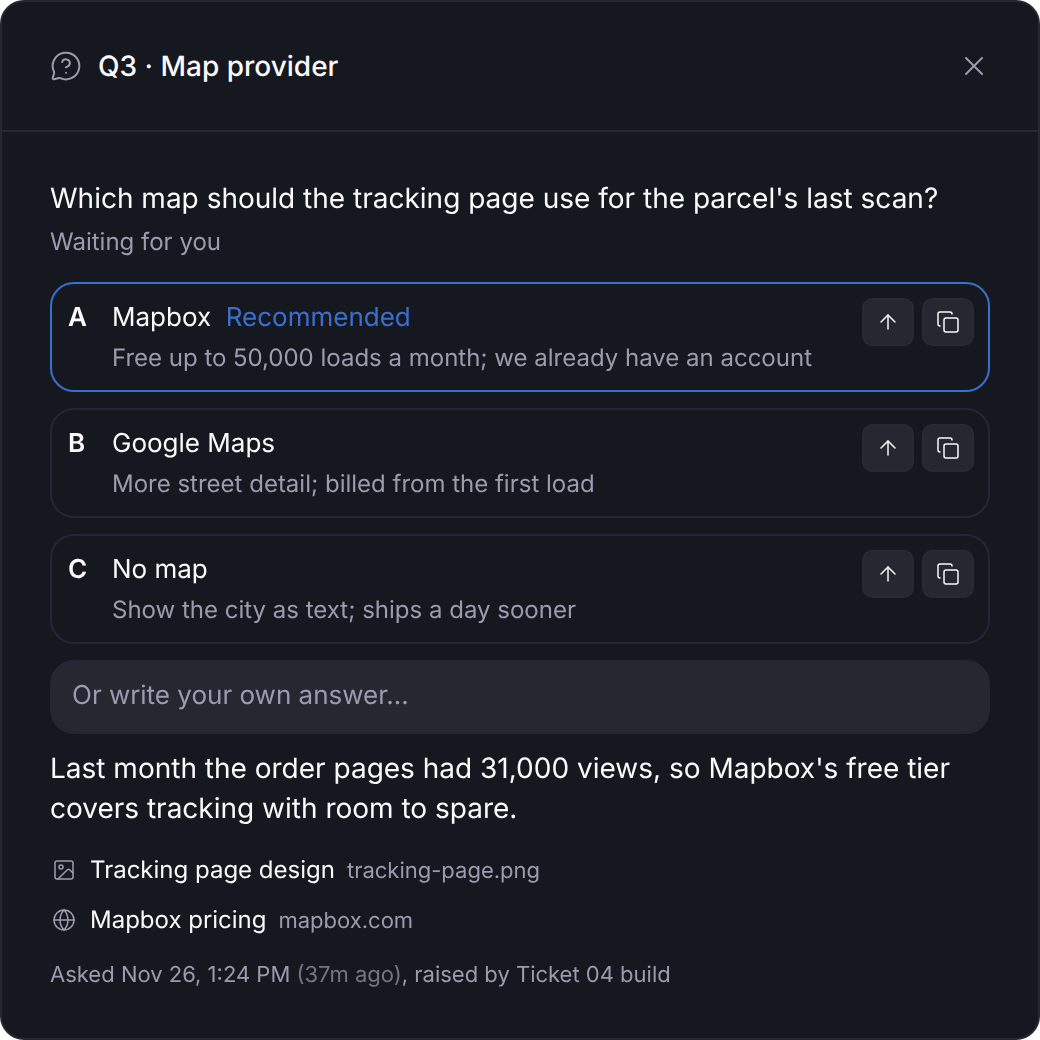 Q3 · Map provider
Which map should the tracking page use for the parcel's last scan?
Waiting for you
A Mapbox Recommended
Free up to 50,000 loads a month; we already have an account
B Google Maps
More street detail; billed from the first load
C No map
Show the city as text; ships a day sooner
Or write your own answer...
Last month the order pages had 31,000 views, so Mapbox's free tier
covers tracking with room to spare.
Tracking page design tracking-page.png
Mapbox pricing mapbox.com
Asked Nov 26, 1:24 PM (37m ago), raised by Ticket 04 build